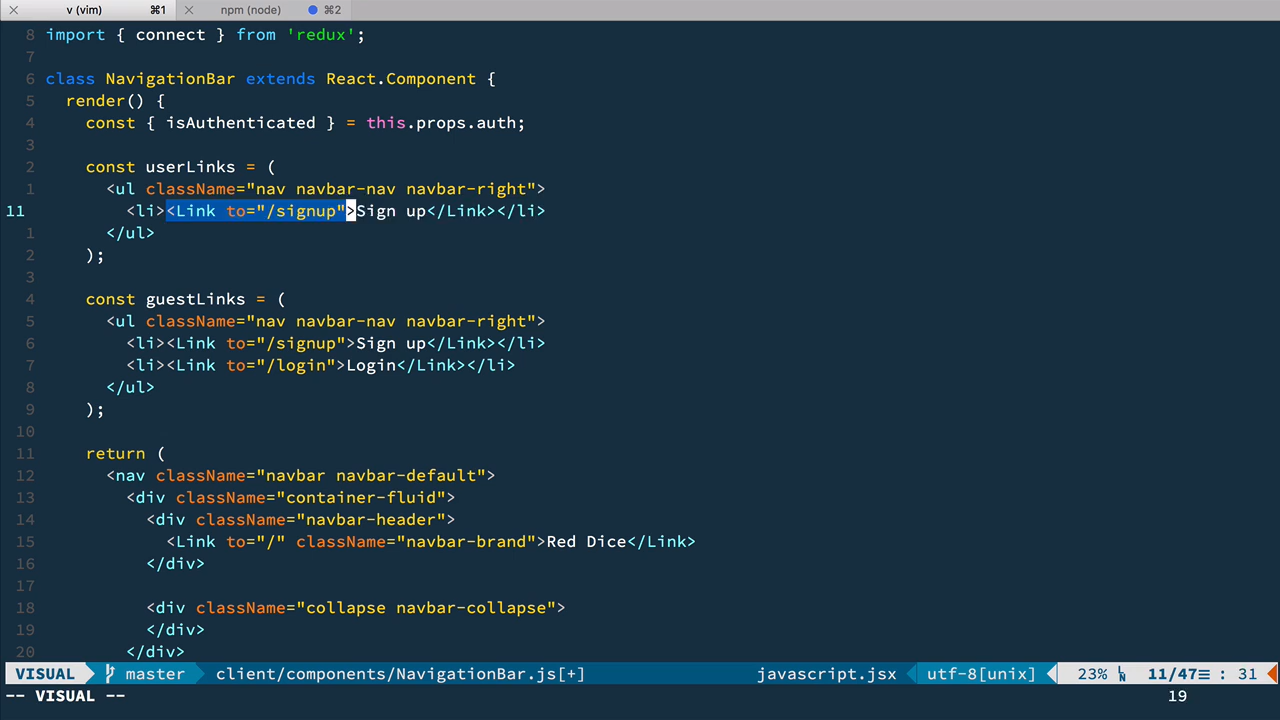 v (vim) ⌘1 npm (node) ⌘2
8 import { connect } from 'redux';
7
6 class NavigationBar extends React.Component {
5   render() {
4     const { isAuthenticated } = this.props.auth;
3
2     const userLinks = (
1       <ul className="nav navbar-nav navbar-right">
11         <li><Link to="/signup">Sign up</Link></li>
1       </ul>
2     );
3
4     const guestLinks = (
5       <ul className="nav navbar-nav navbar-right">
6         <li><Link to="/signup">Sign up</Link></li>
7         <li><Link to="/login">Login</Link></li>
8       </ul>
9     );
10
11     return (
12       <nav className="navbar navbar-default">
13         <div className="container-fluid">
14           <div className="navbar-header">
15             <Link to="/" className="navbar-brand">Red Dice</Link>
16           </div>
17
18           <div className="collapse navbar-collapse">
19           </div>
20         </div>
VISUAL master client/components/NavigationBar.js[+] javascript.jsx utf-8[unix] 23% ␤ 11/47≡ : 31
-- VISUAL -- 19